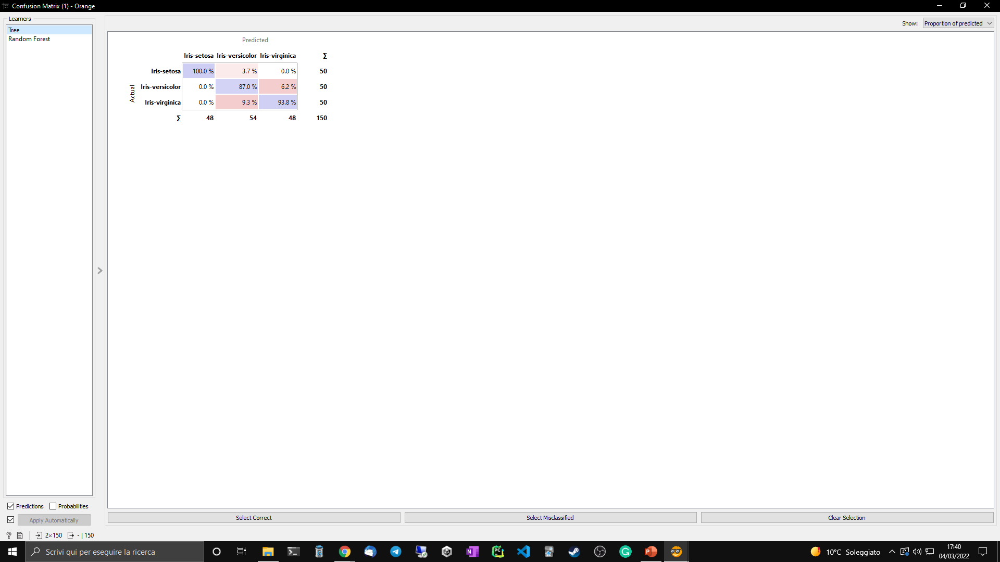 Confusion Matrix (1) - Orange
Learners
Tree
Random Forest
Show: Proportion of predicted
Predicted
Iris-setosa Iris-versicolor Iris-virginica Σ
Iris-setosa 100.0 % 3.7 % 0.0 % 50
Actual
Iris-versicolor 0.0 % 87.0 % 6.2 % 50
Iris-virginica 0.0 % 9.3 % 93.8 % 50
Σ 48 54 48 150
Predictions Probabilities
Apply Automatically
Select Correct Select Misclassified Clear Selection
? 2×150 - | 150
Scrivi qui per eseguire la ricerca
10°C Soleggiato
17:40
04/03/2022